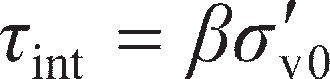 τ_int = βσ′_v0